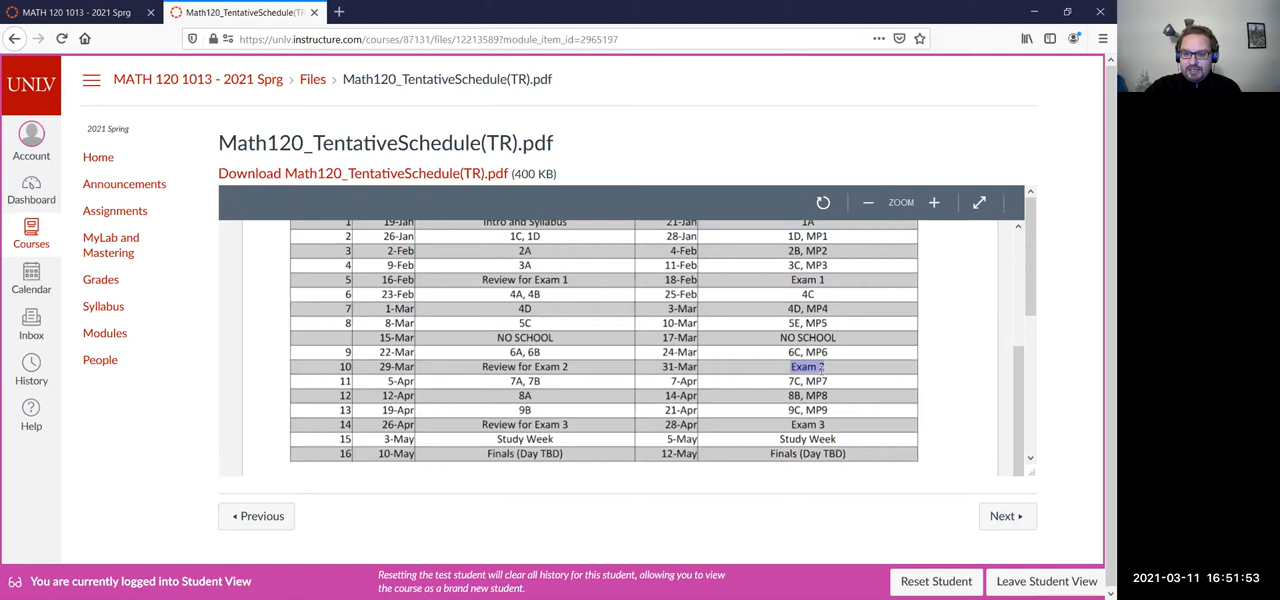 MATH 120 1013 - 2021 Sprg
Math120_TentativeSchedule(TR
https://unlv.instructure.com/courses/87131/files/12213589?module_item_id=2965197
UNLV
MATH 120 1013 - 2021 Sprg › Files › Math120_TentativeSchedule(TR).pdf
Account
Dashboard
Courses
Calendar
Inbox
History
Help
2021 Spring
Home
Announcements
Assignments
MyLab and
Mastering
Grades
Syllabus
Modules
People
Math120_TentativeSchedule(TR).pdf
Download Math120_TentativeSchedule(TR).pdf (400 KB)
ZOOM
1 19-Jan Intro and Syllabus 21-Jan 1A
2 26-Jan 1C, 1D 28-Jan 1D, MP1
3 2-Feb 2A 4-Feb 2B, MP2
4 9-Feb 3A 11-Feb 3C, MP3
5 16-Feb Review for Exam 1 18-Feb Exam 1
6 23-Feb 4A, 4B 25-Feb 4C
7 1-Mar 4D 3-Mar 4D, MP4
8 8-Mar 5C 10-Mar 5E, MP5
15-Mar NO SCHOOL 17-Mar NO SCHOOL
9 22-Mar 6A, 6B 24-Mar 6C, MP6
10 29-Mar Review for Exam 2 31-Mar Exam 2
11 5-Apr 7A, 7B 7-Apr 7C, MP7
12 12-Apr 8A 14-Apr 8B, MP8
13 19-Apr 9B 21-Apr 9C, MP9
14 26-Apr Review for Exam 3 28-Apr Exam 3
15 3-May Study Week 5-May Study Week
16 10-May Finals (Day TBD) 12-May Finals (Day TBD)
Previous
Next
You are currently logged into Student View
Resetting the test student will clear all history for this student, allowing you to view
the course as a brand new student.
Reset Student
Leave Student View
2021-03-11 16:51:53